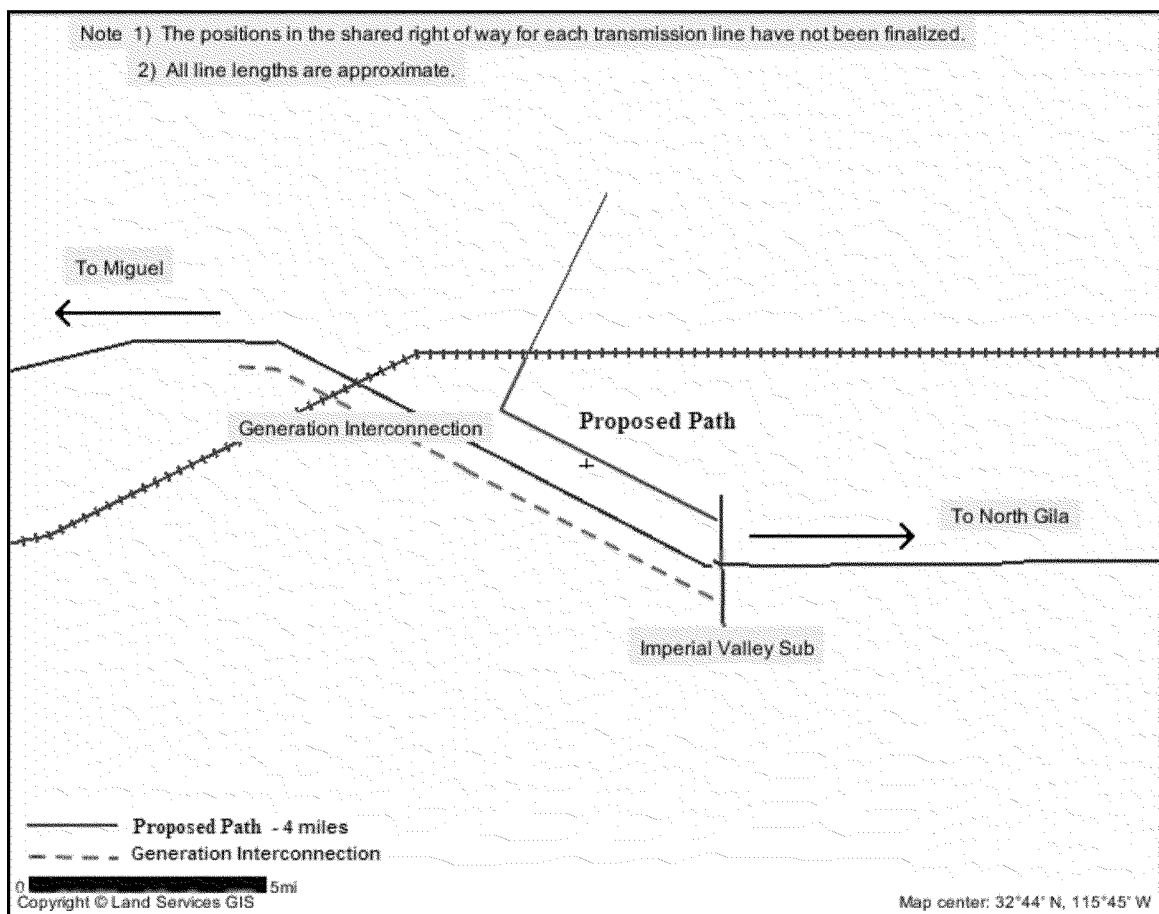 Note 1) The positions in the shared right of way for each transmission line have not been finalized.
2) All line lengths are approximate.
To Miguel
Generation Interconnection
Proposed Path
To North Gila
Imperial Valley Sub
Proposed Path - 4 miles
Generation Interconnection
0 5mi
Copyright © Land Services GIS
Map center: 32°44' N, 115°45' W